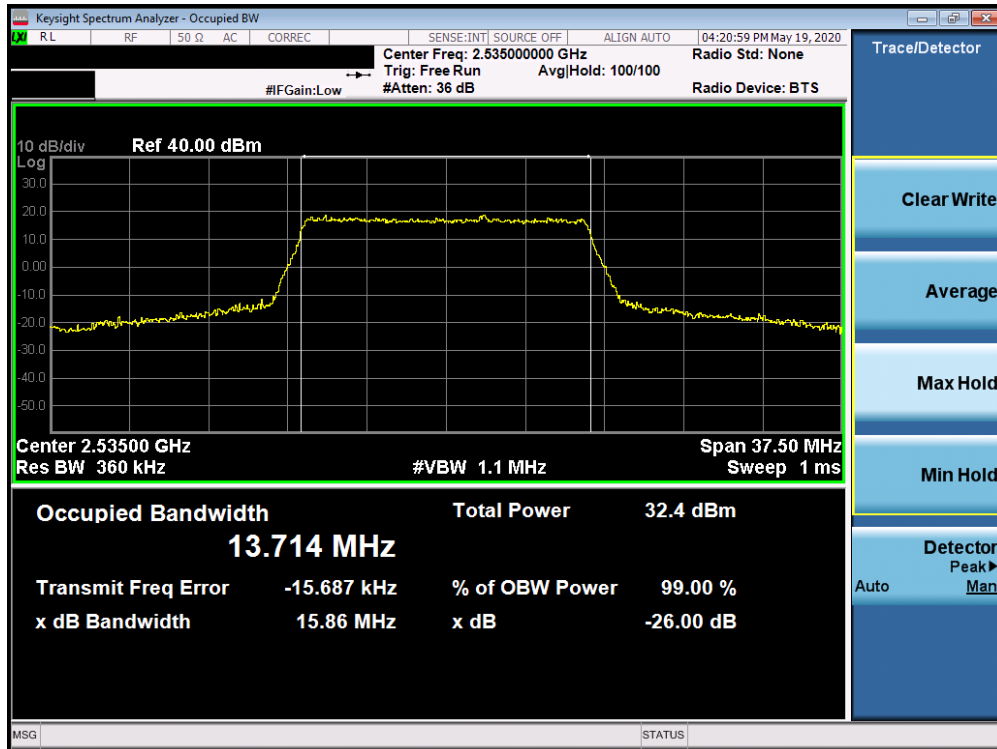 Keysight Spectrum Analyzer - Occupied BW
LXI RL RF 50 Ω AC CORREC SENSE:INT SOURCE OFF ALIGN AUTO 04:20:59 PM May 19, 2020
Center Freq: 2.535000000 GHz Radio Std: None
Trig: Free Run Avg|Hold: 100/100
#IFGain:Low #Atten: 36 dB Radio Device: BTS
Trace/Detector
10 dB/div Ref 40.00 dBm
Log
30.0
20.0
10.0
0.00
-10.0
-20.0
-30.0
-40.0
-50.0
Center 2.53500 GHz Span 37.50 MHz
Res BW 360 kHz #VBW 1.1 MHz Sweep 1 ms
Occupied Bandwidth Total Power 32.4 dBm
13.714 MHz
Transmit Freq Error -15.687 kHz % of OBW Power 99.00 %
x dB Bandwidth 15.86 MHz x dB -26.00 dB
Clear Write
Average
Max Hold
Min Hold
Detector
Peak▶
Auto Man
MSG STATUS